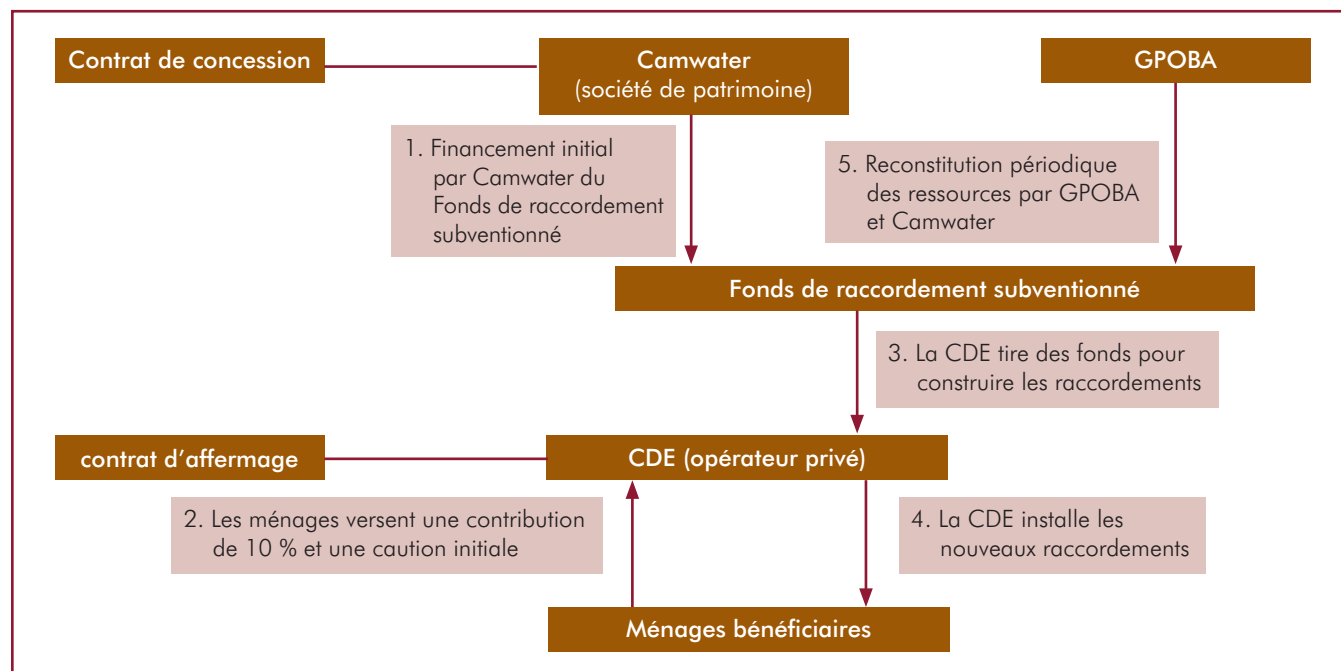 Contrat de concession
Camwater
(société de patrimoine)
GPOBA
1. Financement initial
par Camwater du
Fonds de raccordement
subventionné
5. Reconstitution périodique
des ressources par GPOBA
et Camwater
Fonds de raccordement subventionné
3. La CDE tire des fonds pour
construire les raccordements
contrat d’affermage
CDE (opérateur privé)
2. Les ménages versent une contribution
de 10 % et une caution initiale
4. La CDE installe les
nouveaux raccordements
Ménages bénéficiaires